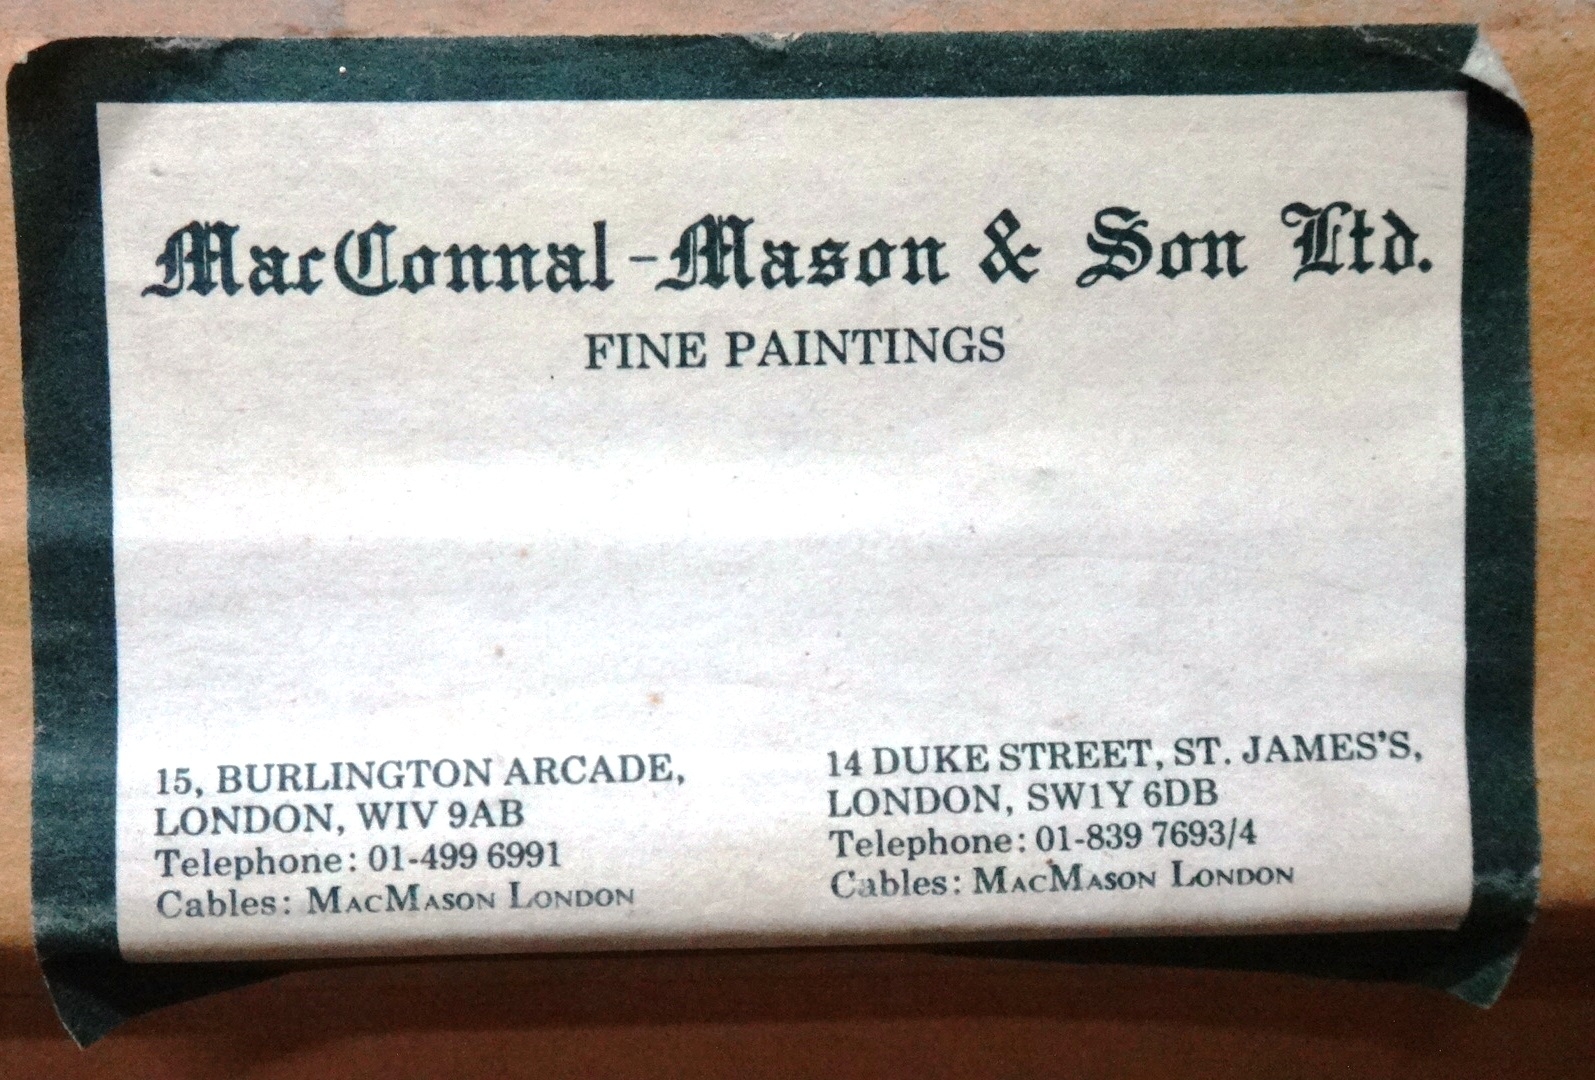 MacConnal-Mason & Son Ltd.
FINE PAINTINGS
15, BURLINGTON ARCADE,
LONDON, WIV 9AB
Telephone: 01-499 6991
Cables: MACMASON LONDON
14 DUKE STREET, ST. JAMES'S,
LONDON, SW1Y 6DB
Telephone: 01-839 7693/4
Cables: MACMASON LONDON